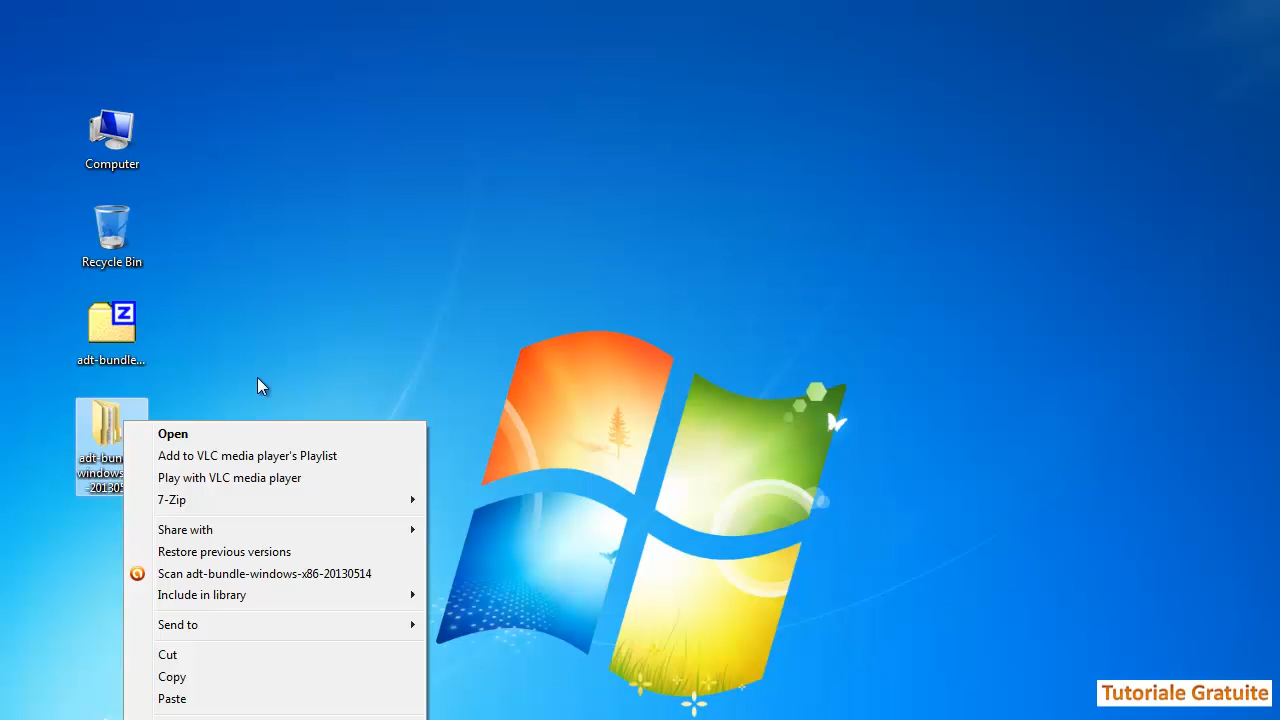 Computer
Recycle Bin
adt-bundle...
windows
-201305
Open
Add to VLC media player's Playlist
Play with VLC media player
7-Zip
Share with
Restore previous versions
Scan adt-bundle-windows-x86-20130514
Include in library
Send to
Cut
Copy
Paste
Tutoriale Gratuite